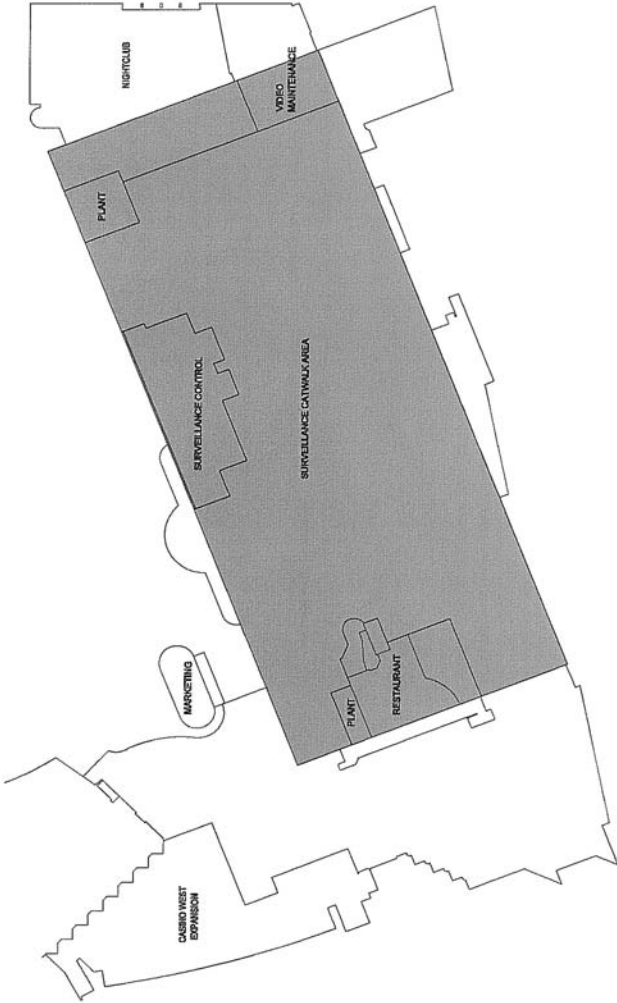 NIGHTCLUB
VIDEO
MAINTENANCE
PLANT
SURVEILLANCE CONTROL
SURVEILLANCE CATWALK AREA
MARKETING
PLANT
RESTAURANT
CASINO WEST
EXPANSION